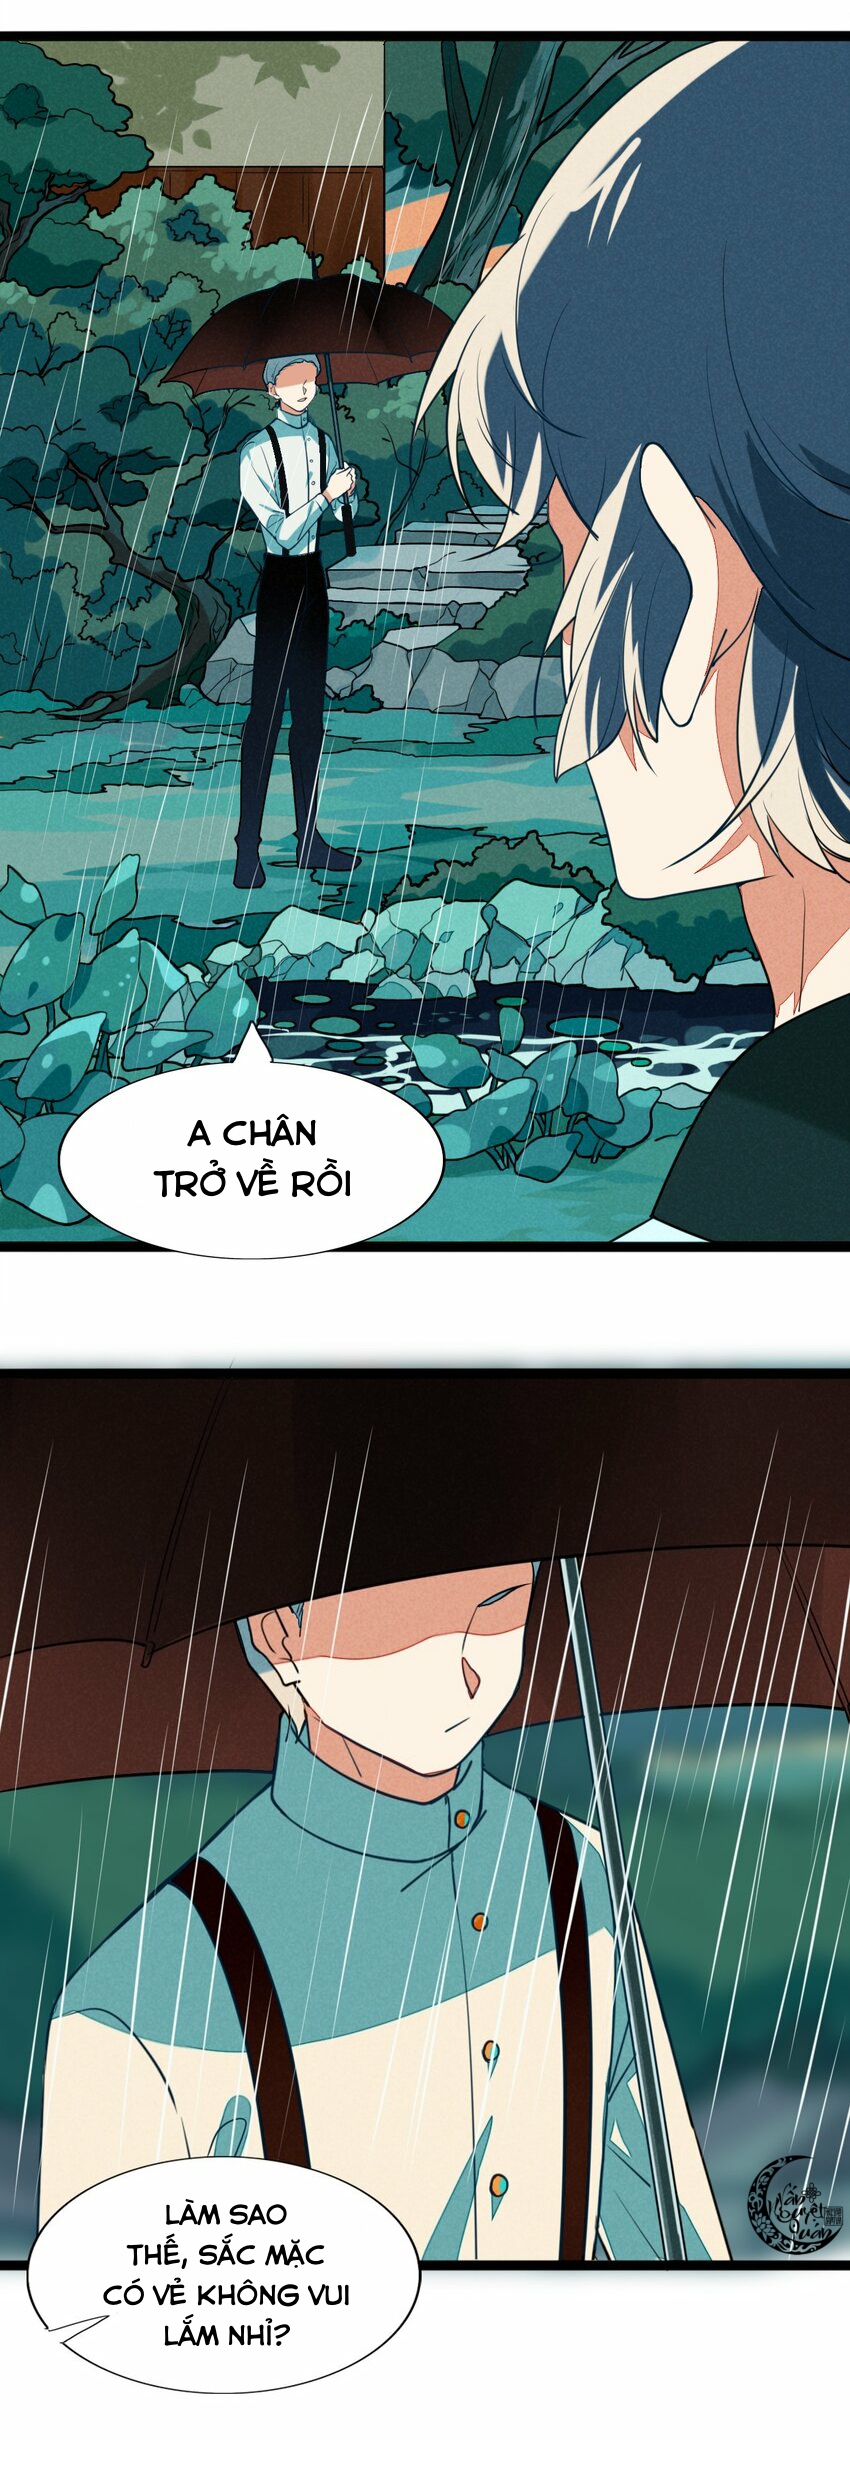 A CHÂN
TRỞ VỀ RỒI
LÀM SAO
THẾ, SẮC MẶC
CÓ VẺ KHÔNG VUI
LẮM NHỈ?